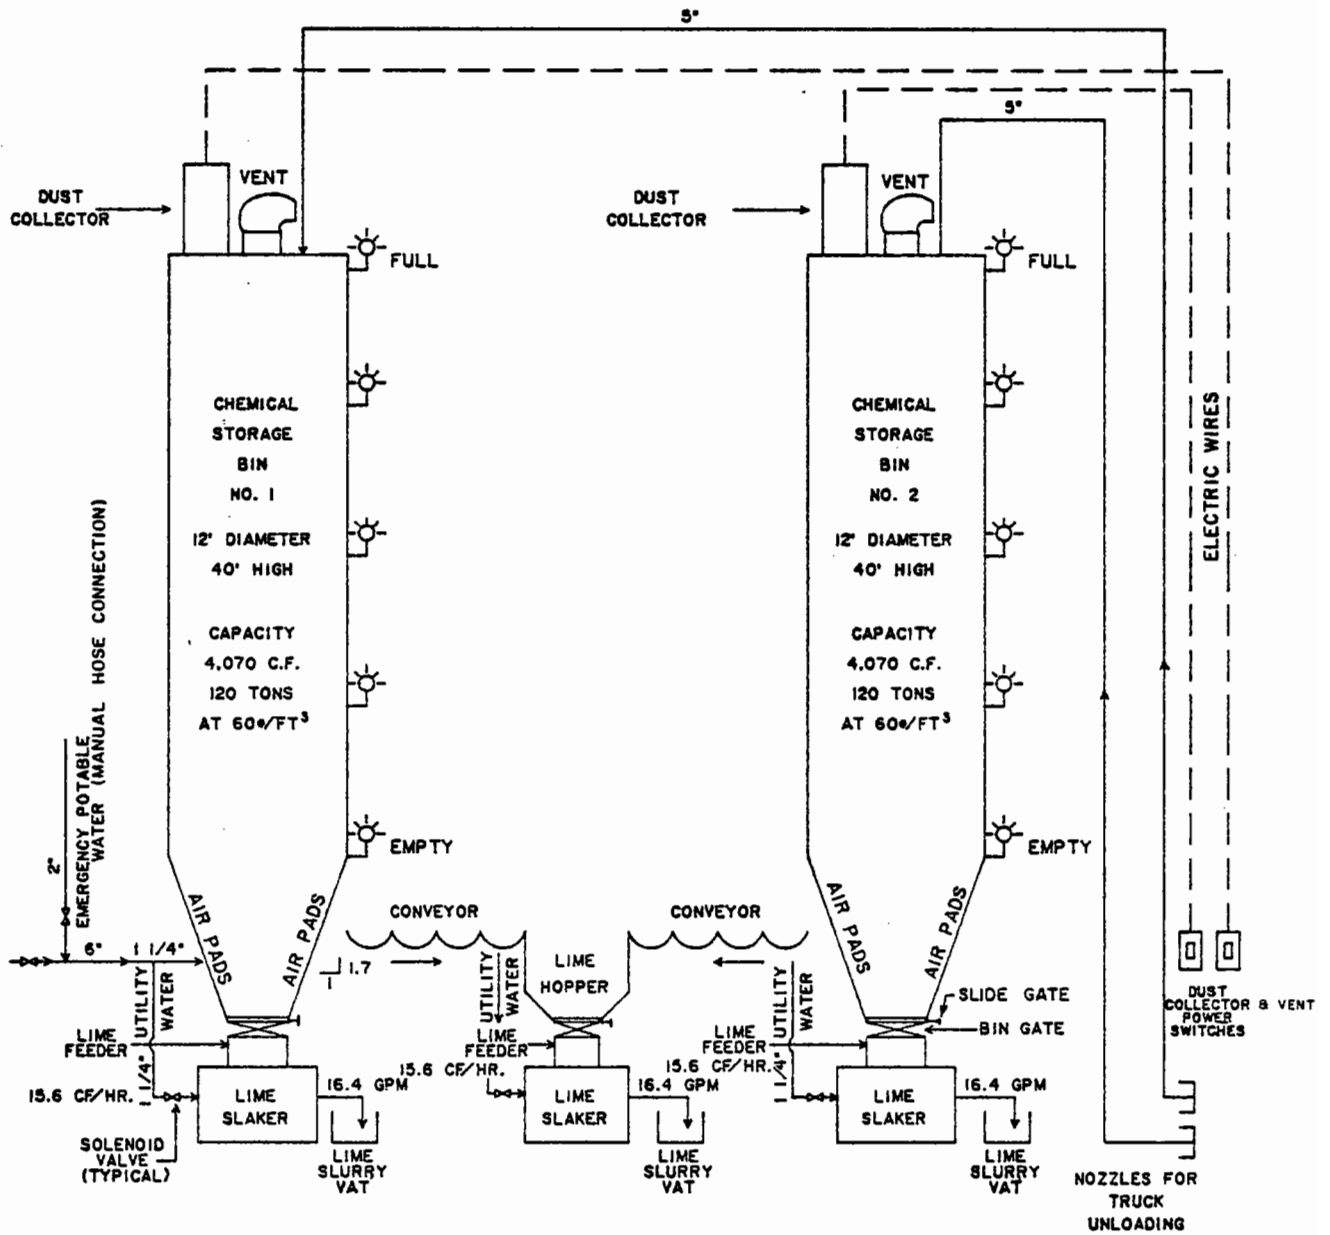 5"
5"
DUST
COLLECTOR
VENT
FULL
DUST
COLLECTOR
VENT
FULL
CHEMICAL
STORAGE
BIN
NO. 1
12' DIAMETER
40' HIGH
CAPACITY
4,070 C.F.
120 TONS
AT 60#/FT³
EMPTY
CHEMICAL
STORAGE
BIN
NO. 2
12' DIAMETER
40' HIGH
CAPACITY
4,070 C.F.
120 TONS
AT 60#/FT³
EMPTY
ELECTRIC WIRES
EMERGENCY POTABLE
WATER (MANUAL HOSE CONNECTION)
2"
6"
1 1/4"
AIR PADS
AIR PADS
1.7
1
CONVEYOR
CONVEYOR
LIME
HOPPER
AIR PADS
AIR PADS
UTILITY
WATER
UTILITY
WATER
UTILITY
WATER
SLIDE GATE
BIN GATE
DUST
COLLECTOR & VENT
POWER
SWITCHES
LIME
FEEDER
LIME
FEEDER
LIME
FEEDER
15.6 CF/HR.
1 1/4"
LIME
SLAKER
16.4 GPM
15.6 CF/HR.
LIME
SLAKER
16.4 GPM
15.6 CF/HR.
1 1/4"
LIME
SLAKER
16.4 GPM
SOLENOID
VALVE
(TYPICAL)
LIME
SLURRY
VAT
LIME
SLURRY
VAT
LIME
SLURRY
VAT
NOZZLES FOR
TRUCK
UNLOADING